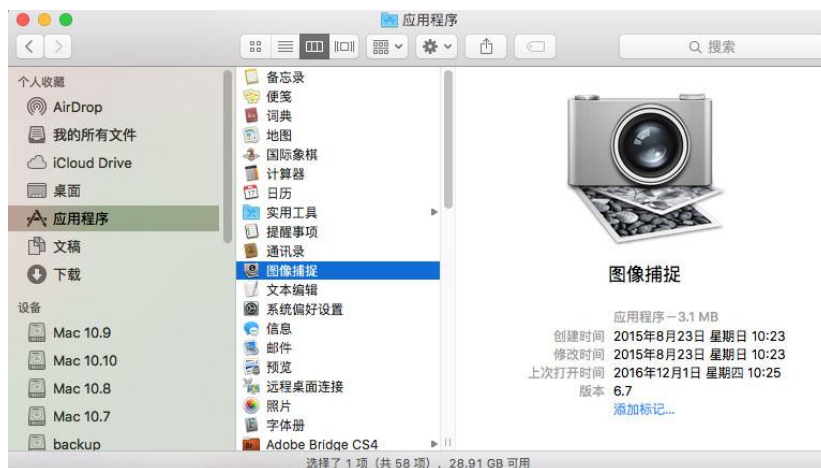 应用程序
搜索
个人收藏
AirDrop
我的所有文件
iCloud Drive
桌面
应用程序
文稿
下载
设备
Mac 10.9
Mac 10.10
Mac 10.8
Mac 10.7
backup
备忘录
便笺
词典
地图
国际象棋
计算器
日历
实用工具
提醒事项
通讯录
图像捕捉
文本编辑
系统偏好设置
信息
邮件
预览
远程桌面连接
照片
字体册
Adobe Bridge CS4
图像捕捉
应用程序－3.1 MB
创建时间 2015年8月23日 星期日 10:23
修改时间 2015年8月23日 星期日 10:23
上次打开时间 2016年12月1日 星期四 10:25
版本 6.7
添加标记...
选择了 1 项（共 58 项），28.91 GB 可用